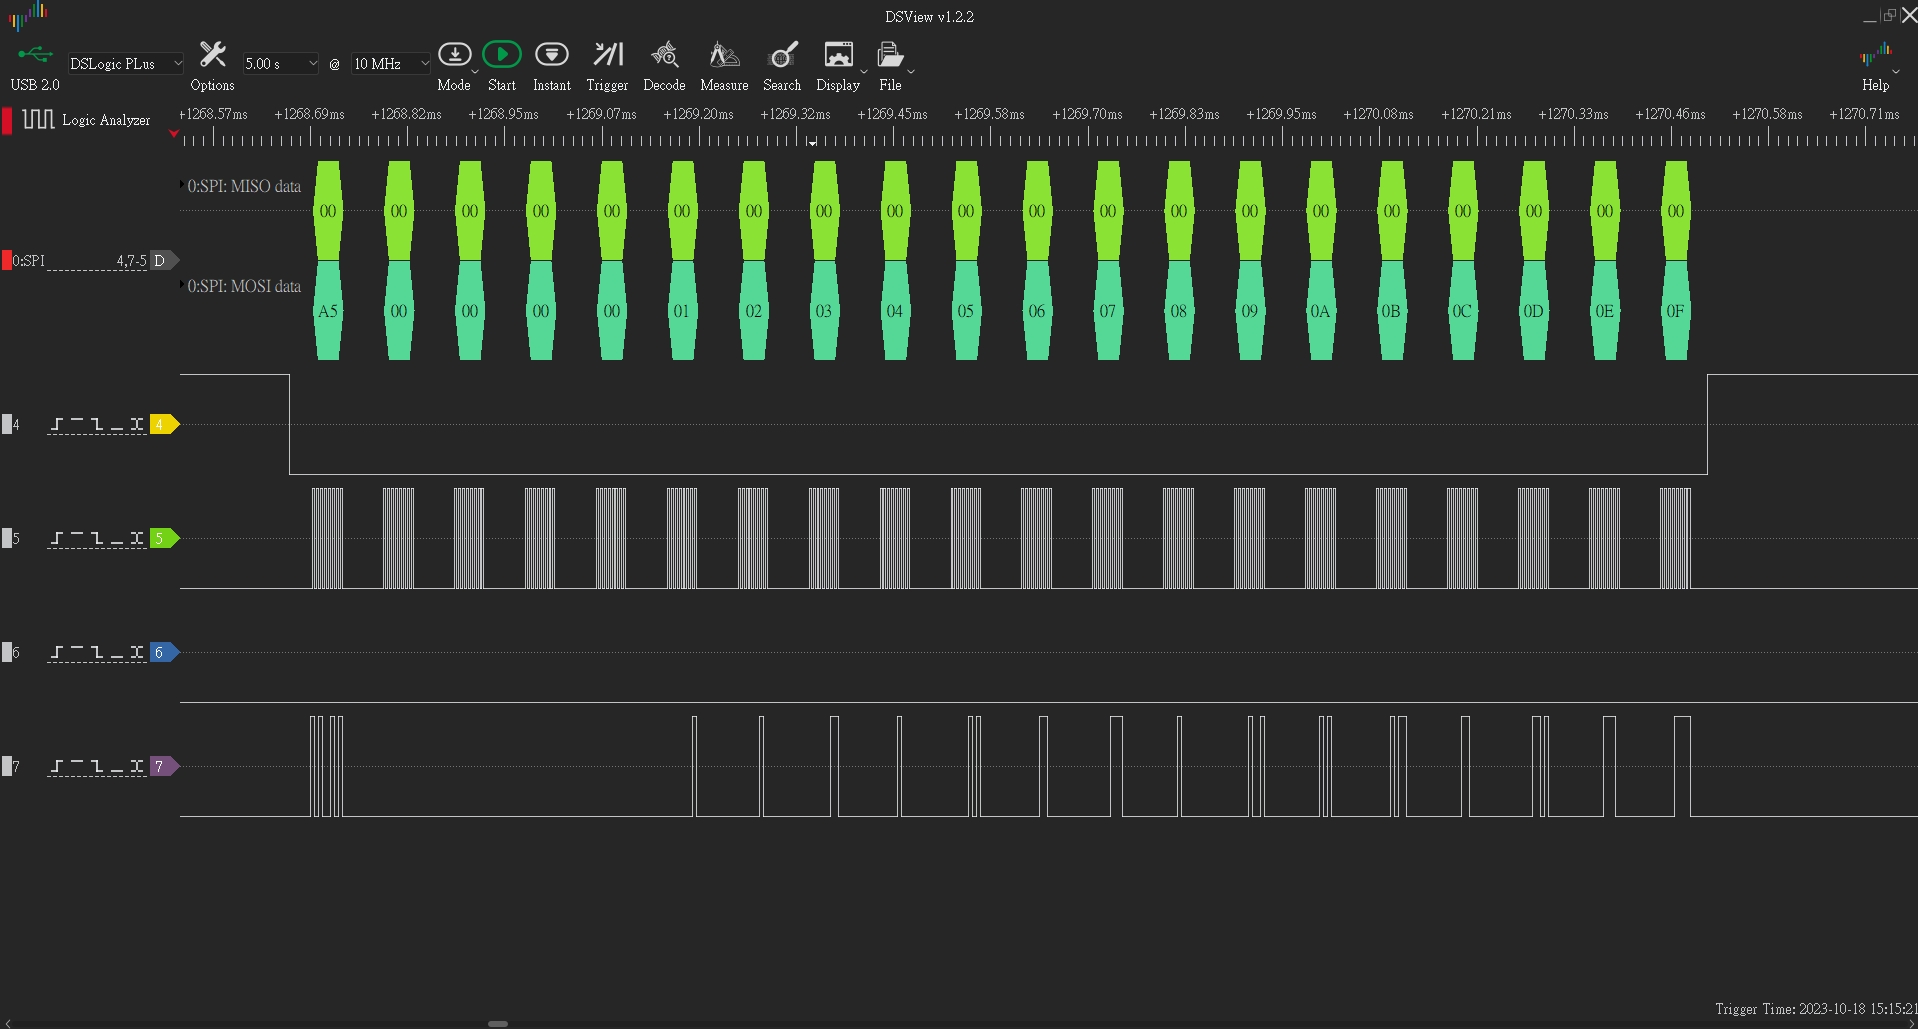 DSView v1.2.2
USB 2.0
DSLogic PLus
Options
5.00 s
@
10 MHz
Mode
Start
Instant
Trigger
Decode
Measure
Search
Display
File
Help
Logic Analyzer
+1268.57ms +1268.69ms +1268.82ms +1268.95ms +1269.07ms +1269.20ms +1269.32ms +1269.45ms +1269.58ms +1269.70ms +1269.83ms +1269.95ms +1270.08ms +1270.21ms +1270.33ms +1270.46ms +1270.58ms +1270.71ms
0:SPI: MISO data
00 00 00 00 00 00 00 00 00 00 00 00 00 00 00 00 00 00 00 00
0:SPI 4,7-5 D
0:SPI: MOSI data
A5 00 00 00 00 01 02 03 04 05 06 07 08 09 0A 0B 0C 0D 0E 0F
4 4
5 5
6 6
7 7
Trigger Time: 2023-10-18 15:15:21